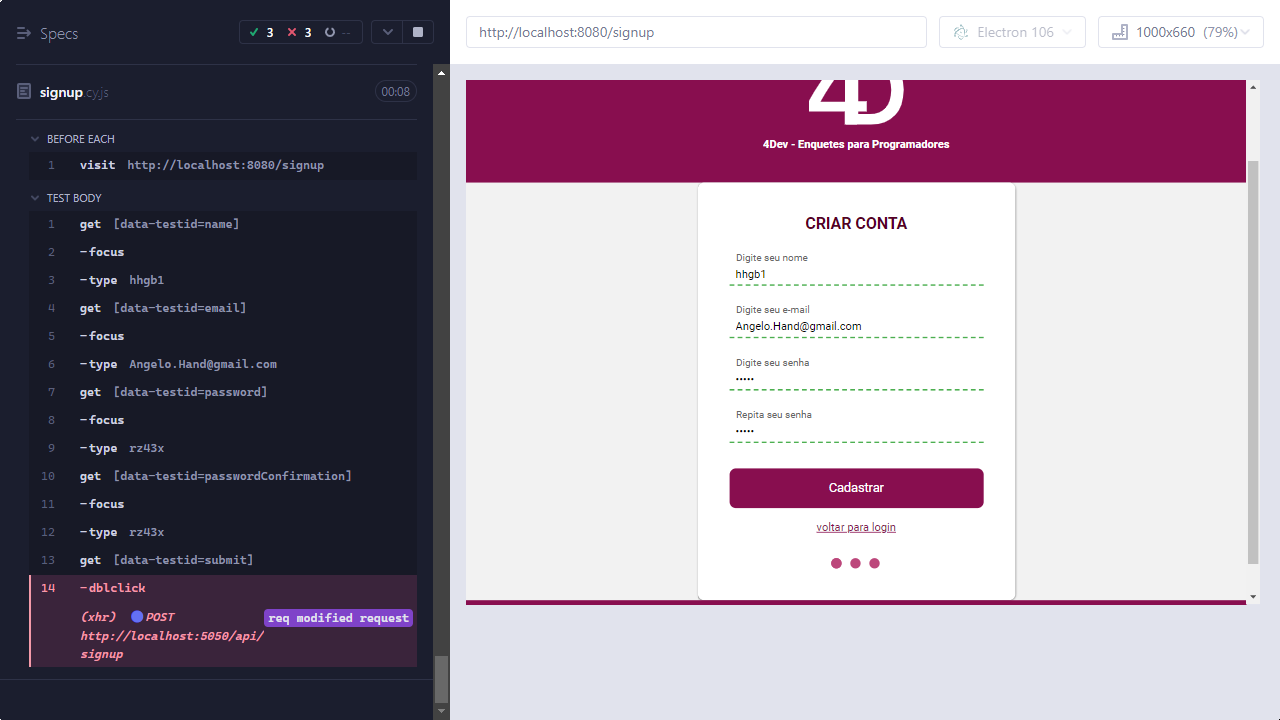 Specs
3
3
--
signup.cy.js
00:08
BEFORE EACH
1 visit http://localhost:8080/signup
TEST BODY
1 get [data-testid=name]
2 -focus
3 -type hhgb1
4 get [data-testid=email]
5 -focus
6 -type Angelo.Hand@gmail.com
7 get [data-testid=password]
8 -focus
9 -type rz43x
10 get [data-testid=passwordConfirmation]
11 -focus
12 -type rz43x
13 get [data-testid=submit]
14 -dblclick
(xhr) POST req modified request
http://localhost:5050/api/
signup
http://localhost:8080/signup
Electron 106
1000x660 (79%)
4D
4Dev - Enquetes para Programadores
CRIAR CONTA
Digite seu nome
hhgb1
Digite seu e-mail
Angelo.Hand@gmail.com
Digite seu senha
•••••
Repita seu senha
•••••
Cadastrar
voltar para login